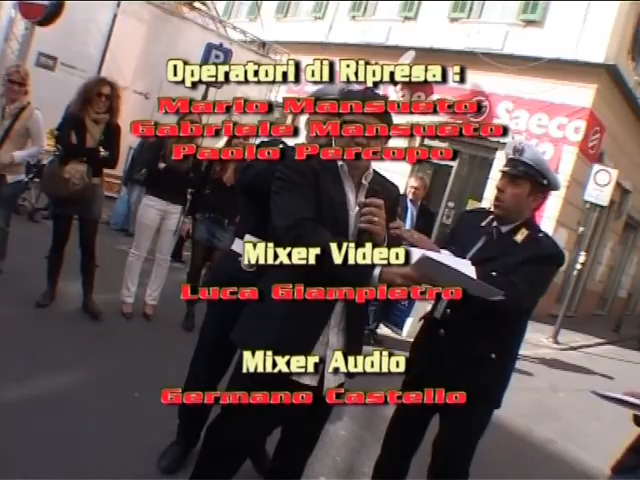 P
Operatori di Ripresa :
Mario Mansueto
Saeco
Gabriele Mansueto
Paolo Percopo
Mixer Video
Luca Giampietro
Mixer Audio
Germano Castello